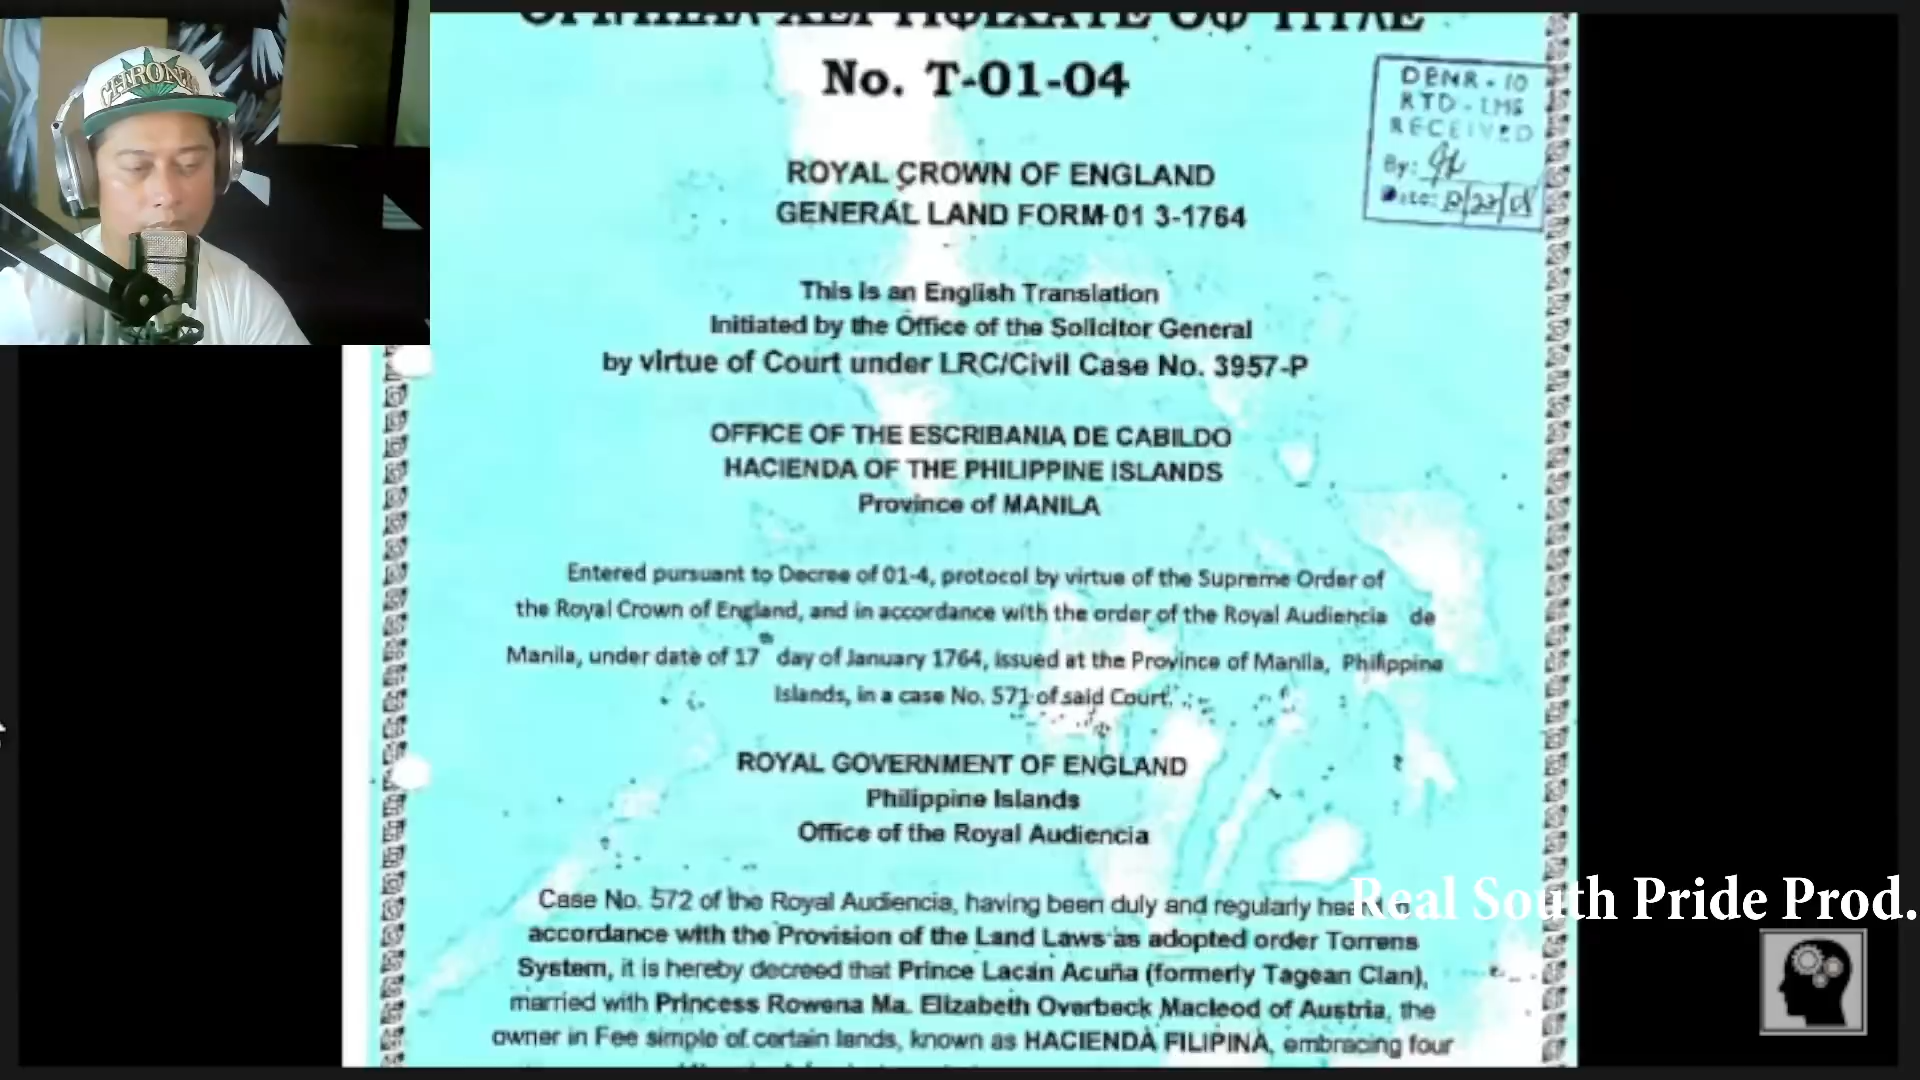 CHRONIC
No. T-01-04
DENR - 10
RTD - LMS
RECEIVED
By:
Date:
ROYAL CROWN OF ENGLAND
GENERAL LAND FORM-01 3-1764
This is an English Translation
Initiated by the Office of the Solicitor General
by virtue of Court under LRC/Civil Case No. 3957-P
OFFICE OF THE ESCRIBANIA DE CABILDO
HACIENDA OF THE PHILIPPINE ISLANDS
Province of MANILA
Entered pursuant to Decree of 01-4, protocol by virtue of the Supreme Order of
the Royal Crown of England, and in accordance with the order of the Royal Audiencia de
Manila, under date of 17th day of January 1764, issued at the Province of Manila, Philippine
Islands, in a case No. 571 of said Court.
ROYAL GOVERNMENT OF ENGLAND
Philippine Islands
Office of the Royal Audiencia
Case No. 572 of the Royal Audiencia, having been duly and regularly
accordance with the Provision of the Land Laws as adopted order Torrens
System, it is hereby decreed that Prince Lacan Acuña (formerly Tagean Clan),
married with Princess Rowena Ma. Elizabeth Overbeck Macleod of Austria, the
owner in Fee simple of certain lands, known as HACIENDA FILIPINA, embracing four
Real South Pride Prod.